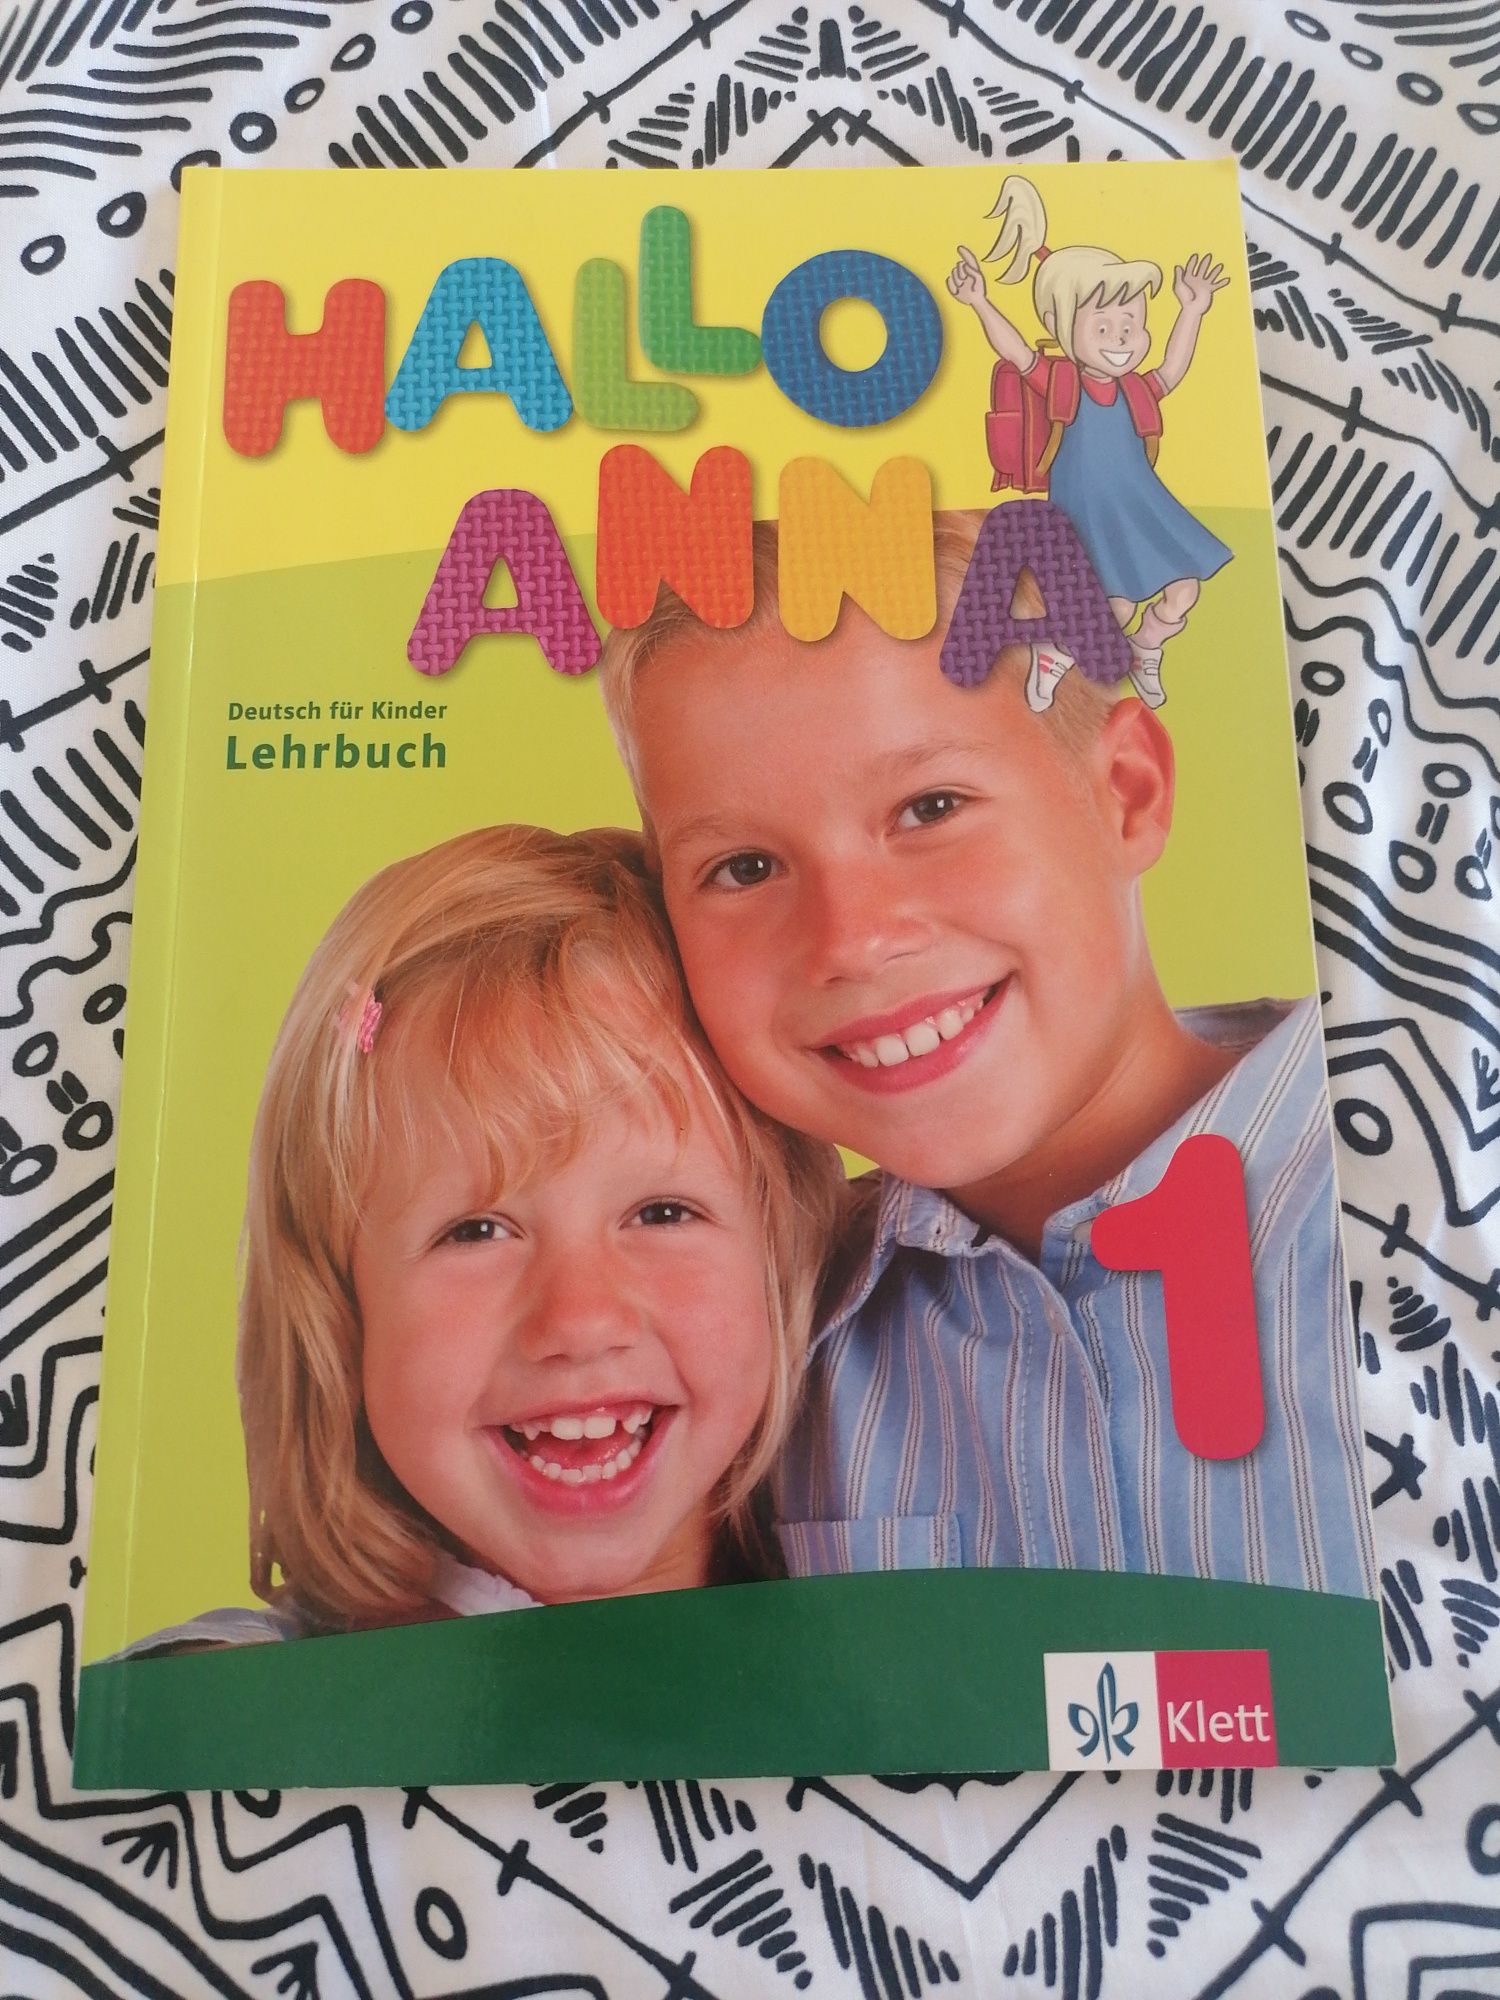 HALLO
ANNA
Deutsch für Kinder
Lehrbuch
1
Klett